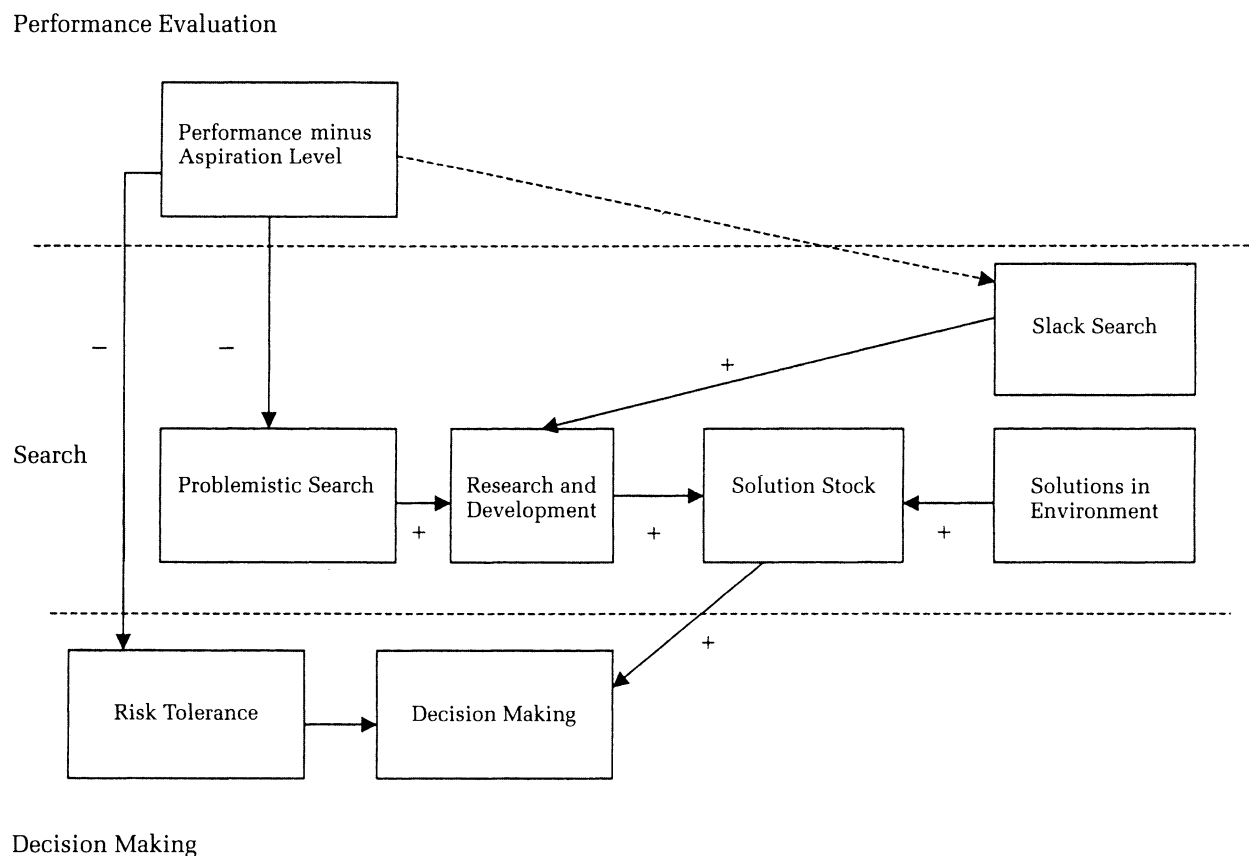 Performance Evaluation
Performance minus
Aspiration Level
Slack Search
+
−
−
Search
Problemistic Search
Research and
Development
Solution Stock
Solutions in
Environment
+
+
+
+
Risk Tolerance
Decision Making
Decision Making